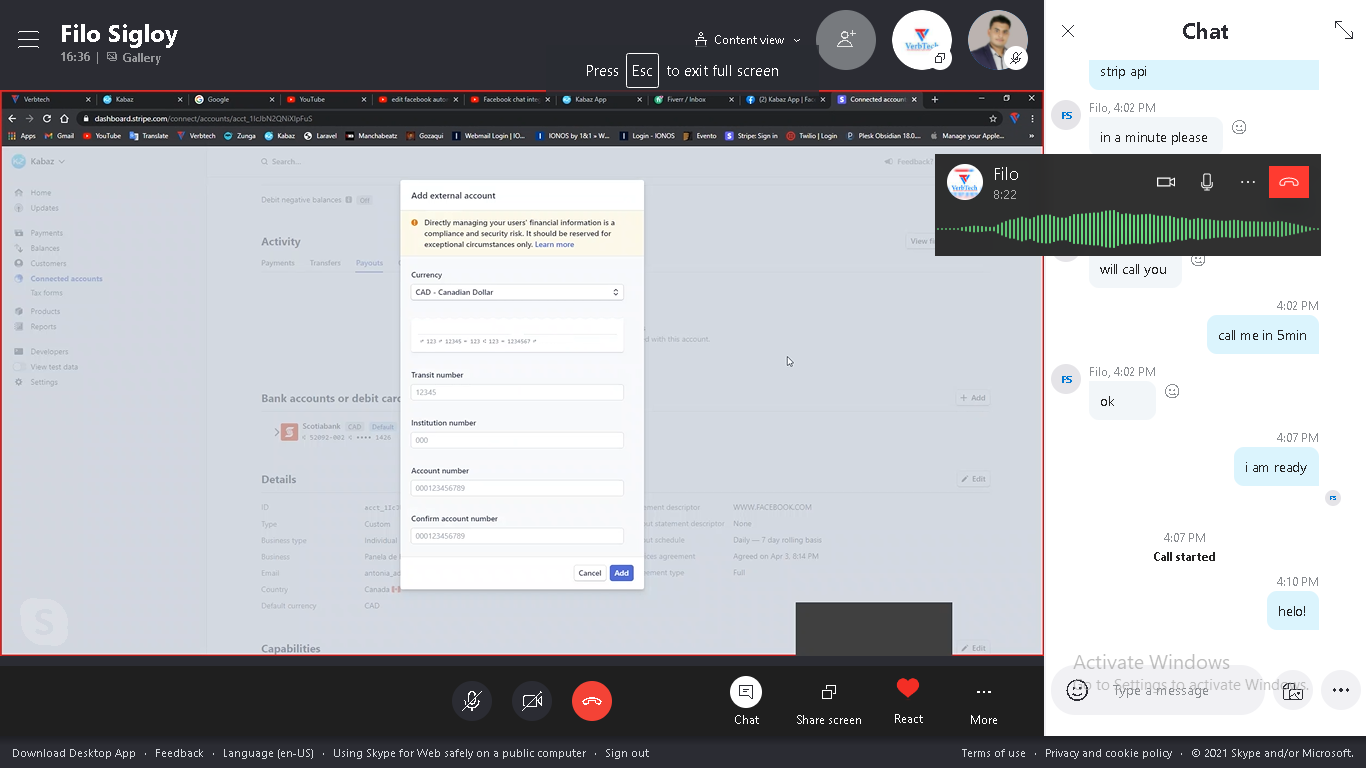 Filo Sigloy
16:36 | Gallery
Content view
VerbTech
Press Esc to exit full screen
Verbtech
Kabaz
Google
YouTube
edit facebook auto
Facebook chat inte
Kabaz App
Fiverr / Inbox
(2) Kabaz App | Fac
Connected account
dashboard.stripe.com/connect/accounts/
Apps
Gmail
YouTube
Translate
Verbtech
Zunga
Kabaz
Laravel
Manchabeatz
Gozaqui
Webmail Login | IO...
IONOS by 1&1 » W...
Login - IONOS
Evento
Stripe: Sign in
Twilio | Login
Plesk Obsidian 18.0....
Manage your Apple...
Kabaz
Search...
Feedback?
Home
Updates
Payments
Balances
Customers
Connected accounts
Tax forms
Products
Reports
Developers
View test data
Settings
Debit negative balances Off
Activity
Payments
Transfers
Payouts
d with this account.
Bank accounts or debit car
Add
Scotiabank CAD Default
52092-002 •••• 1426
Details
Edit
ID
Type Custom
Business type Individual
Business Panela de
Email antonia_ac
Country Canada
Default currency CAD
ement descriptor WWW.FACEBOOK.COM
out statement descriptor None
out schedule Daily — 7 day rolling basis
ices agreement Agreed on Apr 3, 6:14 PM
ement type Full
Capabilities
Edit
Add external account
Directly managing your users' financial information is a
compliance and security risk. It should be reserved for
exceptional circumstances only. Learn more
Currency
CAD - Canadian Dollar
123 12345 123 123 1234567
Transit number
12345
Institution number
000
Account number
000123456789
Confirm account number
000123456789
Cancel
Add
Chat
Share screen
React
More
Chat
strip api
Filo, 4:02 PM
FS
in a minute please
VerbTech
Filo
8:22
will call you
4:02 PM
call me in 5min
Filo, 4:02 PM
FS
ok
4:07 PM
i am ready
FS
4:07 PM
Call started
4:10 PM
helo!
Activate Windows
Go to Settings to activate Windows.
Type a message
Download Desktop App · Feedback · Language (en-US) · Using Skype for Web safely on a public computer · Sign out
Terms of use · Privacy and cookie policy · © 2021 Skype and/or Microsoft.